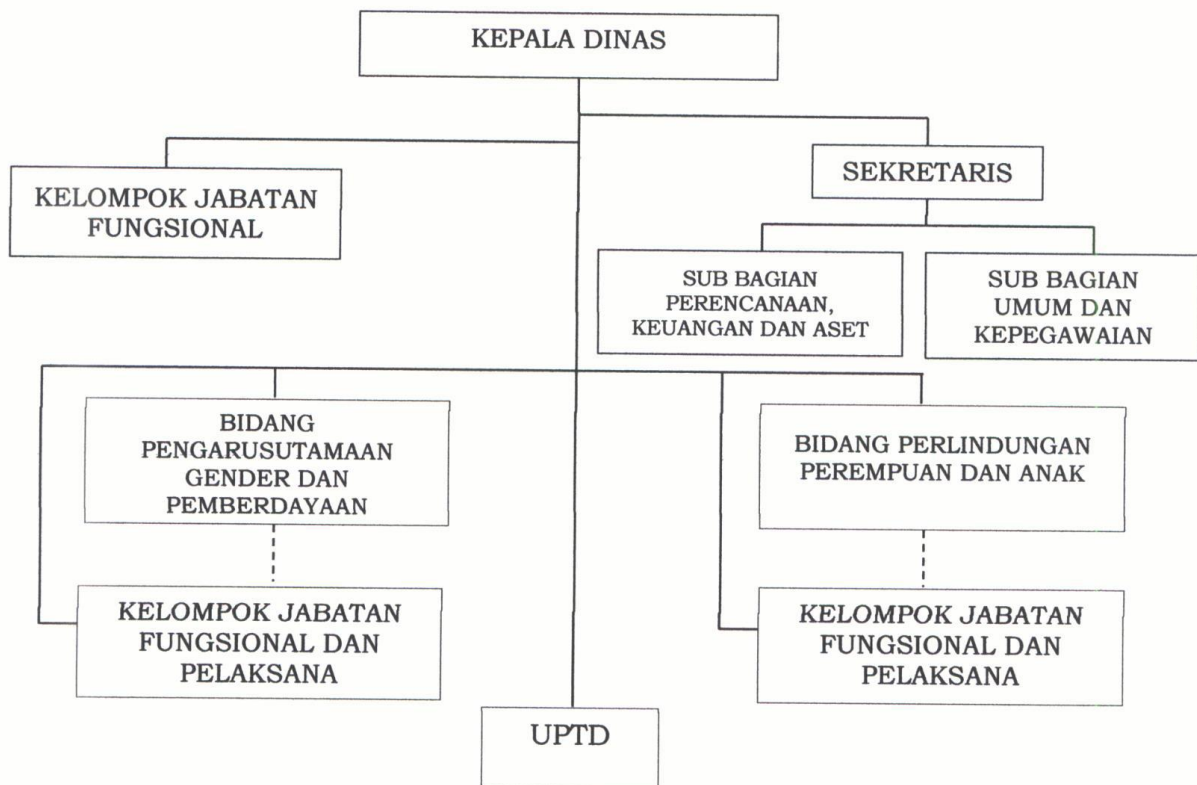 KEPALA DINAS
KELOMPOK JABATAN
FUNGSIONAL
SEKRETARIS
SUB BAGIAN
PERENCANAAN,
KEUANGAN DAN ASET
SUB BAGIAN
UMUM DAN
KEPEGAWAIAN
BIDANG
PENGARUSUTAMAAN
GENDER DAN
PEMBERDAYAAN
BIDANG PERLINDUNGAN
PEREMPUAN DAN ANAK
KELOMPOK JABATAN
FUNGSIONAL DAN
PELAKSANA
KELOMPOK JABATAN
FUNGSIONAL DAN
PELAKSANA
UPTD